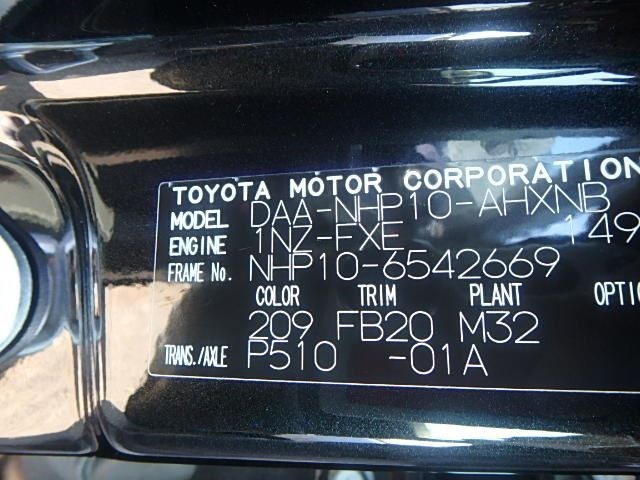 TOYOTA MOTOR CORPORATION
MODEL DAA-NHP10-AHXNB
ENGINE 1NZ-FXE 149
FRAME No. NHP10-6542669
COLOR TRIM PLANT OPTI
209 FB20 M32
TRANS./AXLE P510 -01A